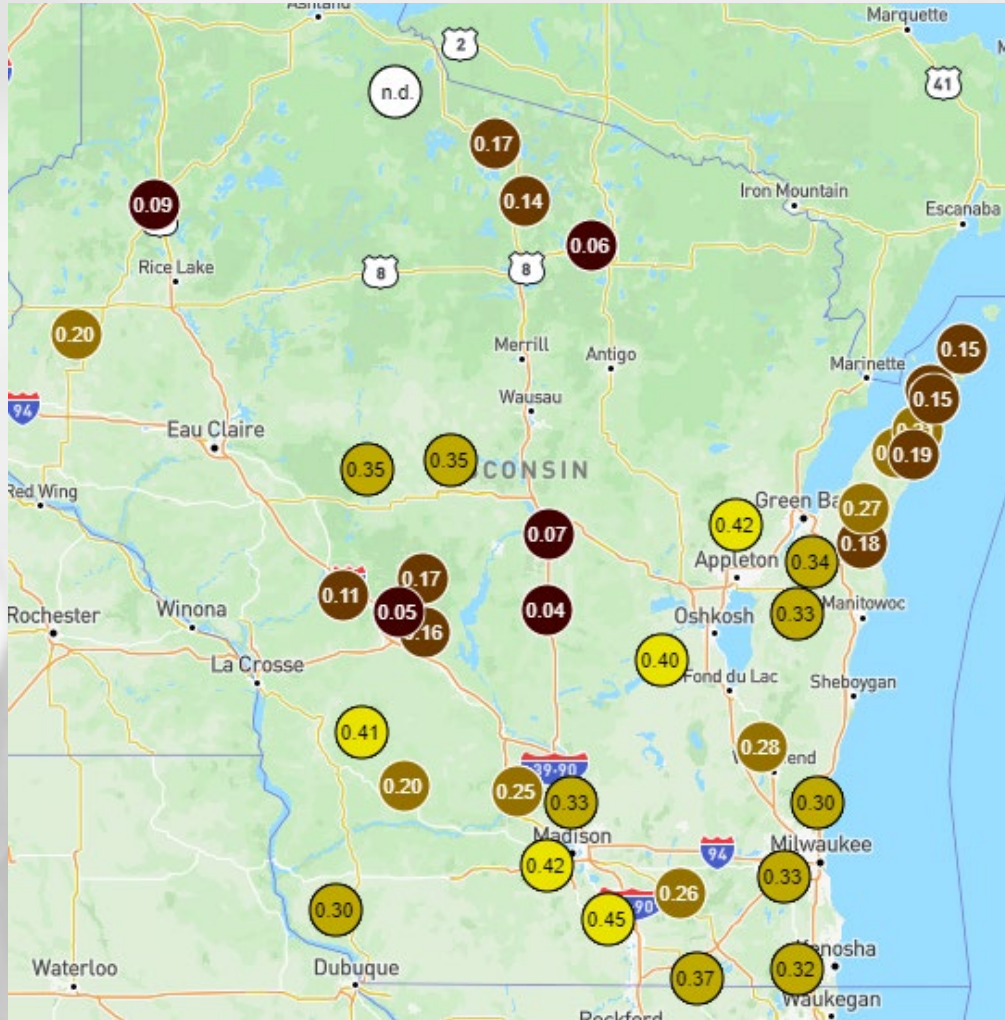 Ashland
Marquette
2
41
n.d.
0.17
Iron Mountain
0.14
0.09
Escanaba
0.06
Rice Lake
8
8
0.20
Merrill
Antigo
0.15
Marinette
0.15
94
Wausau
Eau Claire
0.21
0.19
0.35
0.35
CONSIN
Red Wing
Green Ba
0.27
0.42
0.07
0.18
Appleton
0.34
0.17
0.11
Rochester
Winona
0.05
0.04
0.33
Manitowoc
Oshkosh
0.16
La Crosse
0.40
Fond du Lac
Sheboygan
0.41
0.28
end
39-90
0.20
0.25
0.33
0.30
Madison
94
Milwaukee
0.42
0.33
0.26
90
0.30
0.45
enosha
Waterloo
Dubuque
0.37
0.32
Waukegan
Rockford